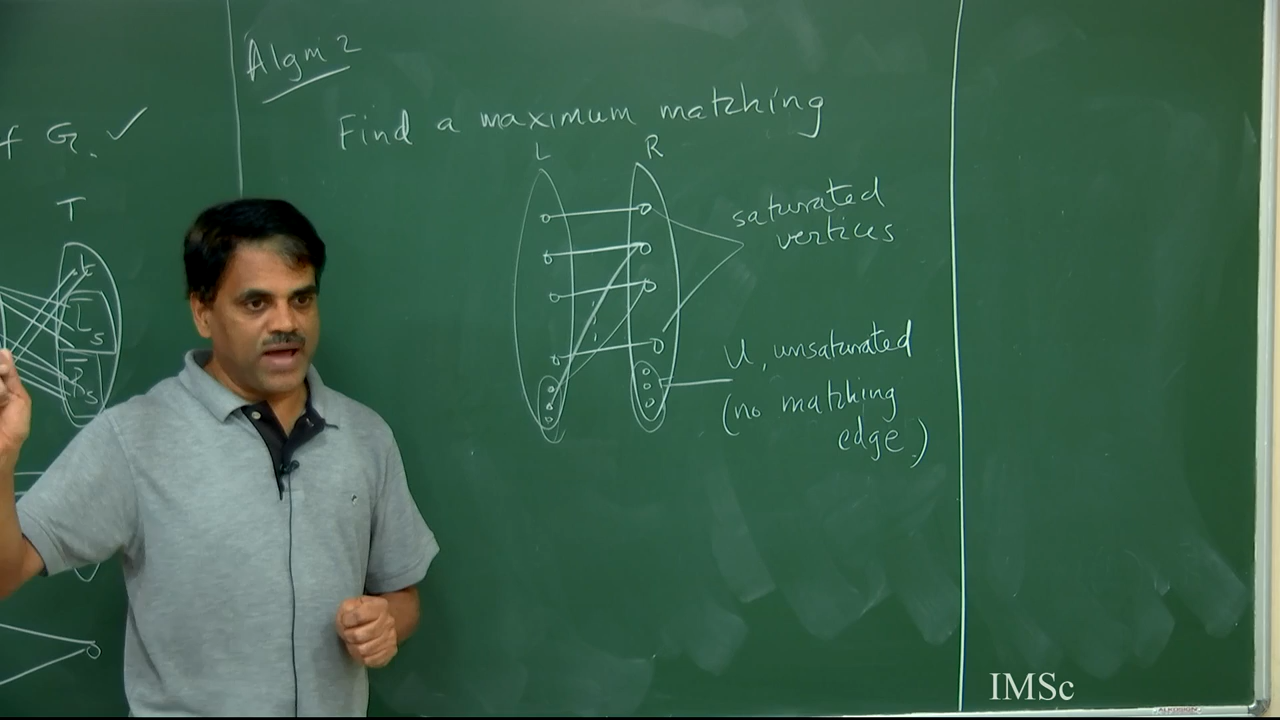 Algm 2
f G. ✓
Find a maximum matching
L R
T
saturated
vertices
t
L̅s
R̅s
U, unsaturated
(no matching
edge.)
IMSc